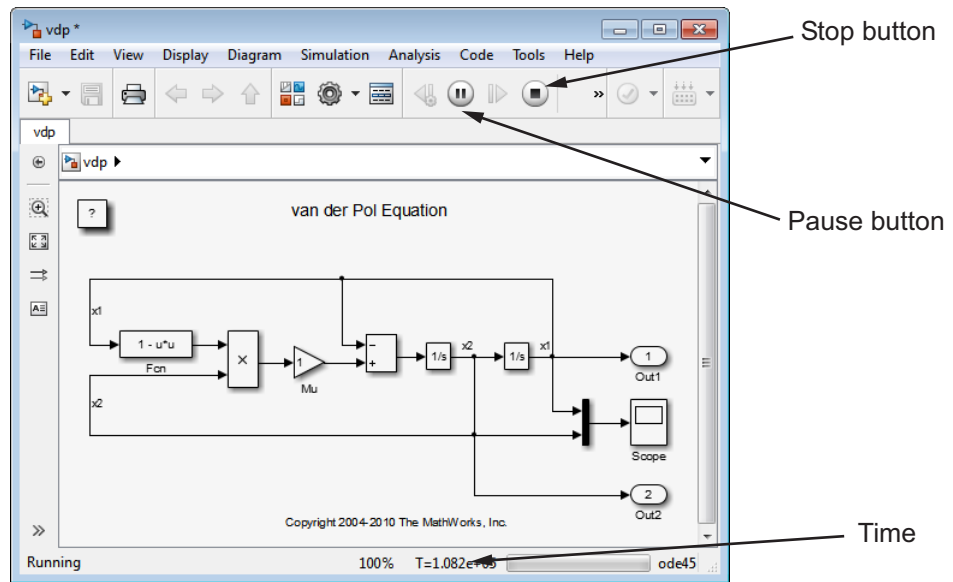 vdp *
Stop button
File Edit View Display Diagram Simulation Analysis Code Tools Help
»
vdp
vdp
Pause button
?
van der Pol Equation
x1
1 - u*u
Fcn
×
1
Mu
−
+
1/s
x2
1/s
x1
1
Out1
x2
Scope
2
Out2
Copyright 2004-2010 The MathWorks, Inc.
»
Time
Running 100% ode45